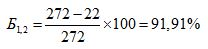 Б₁,₂ = (272 – 22) / 272 × 100 = 91,91%